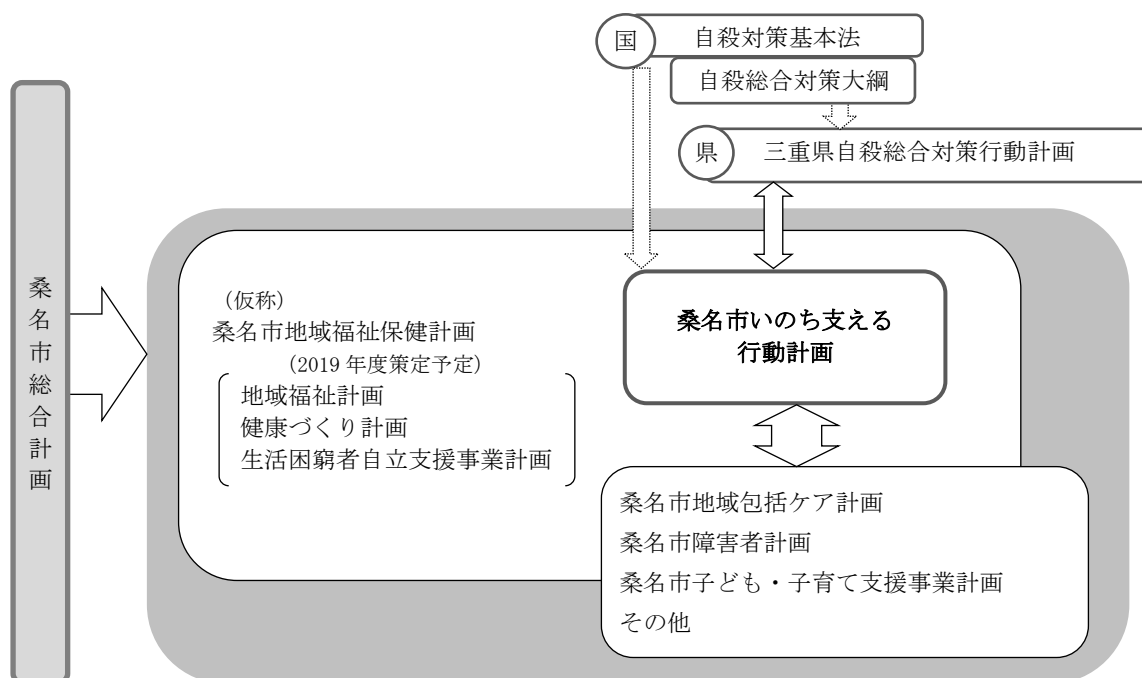 国
自殺対策基本法
自殺総合対策大綱
県
三重県自殺総合対策行動計画
桑名市総合計画
（仮称）
桑名市地域福祉保健計画
（2019 年度策定予定）
地域福祉計画
健康づくり計画
生活困窮者自立支援事業計画
桑名市いのち支える
行動計画
桑名市地域包括ケア計画
桑名市障害者計画
桑名市子ども・子育て支援事業計画
その他